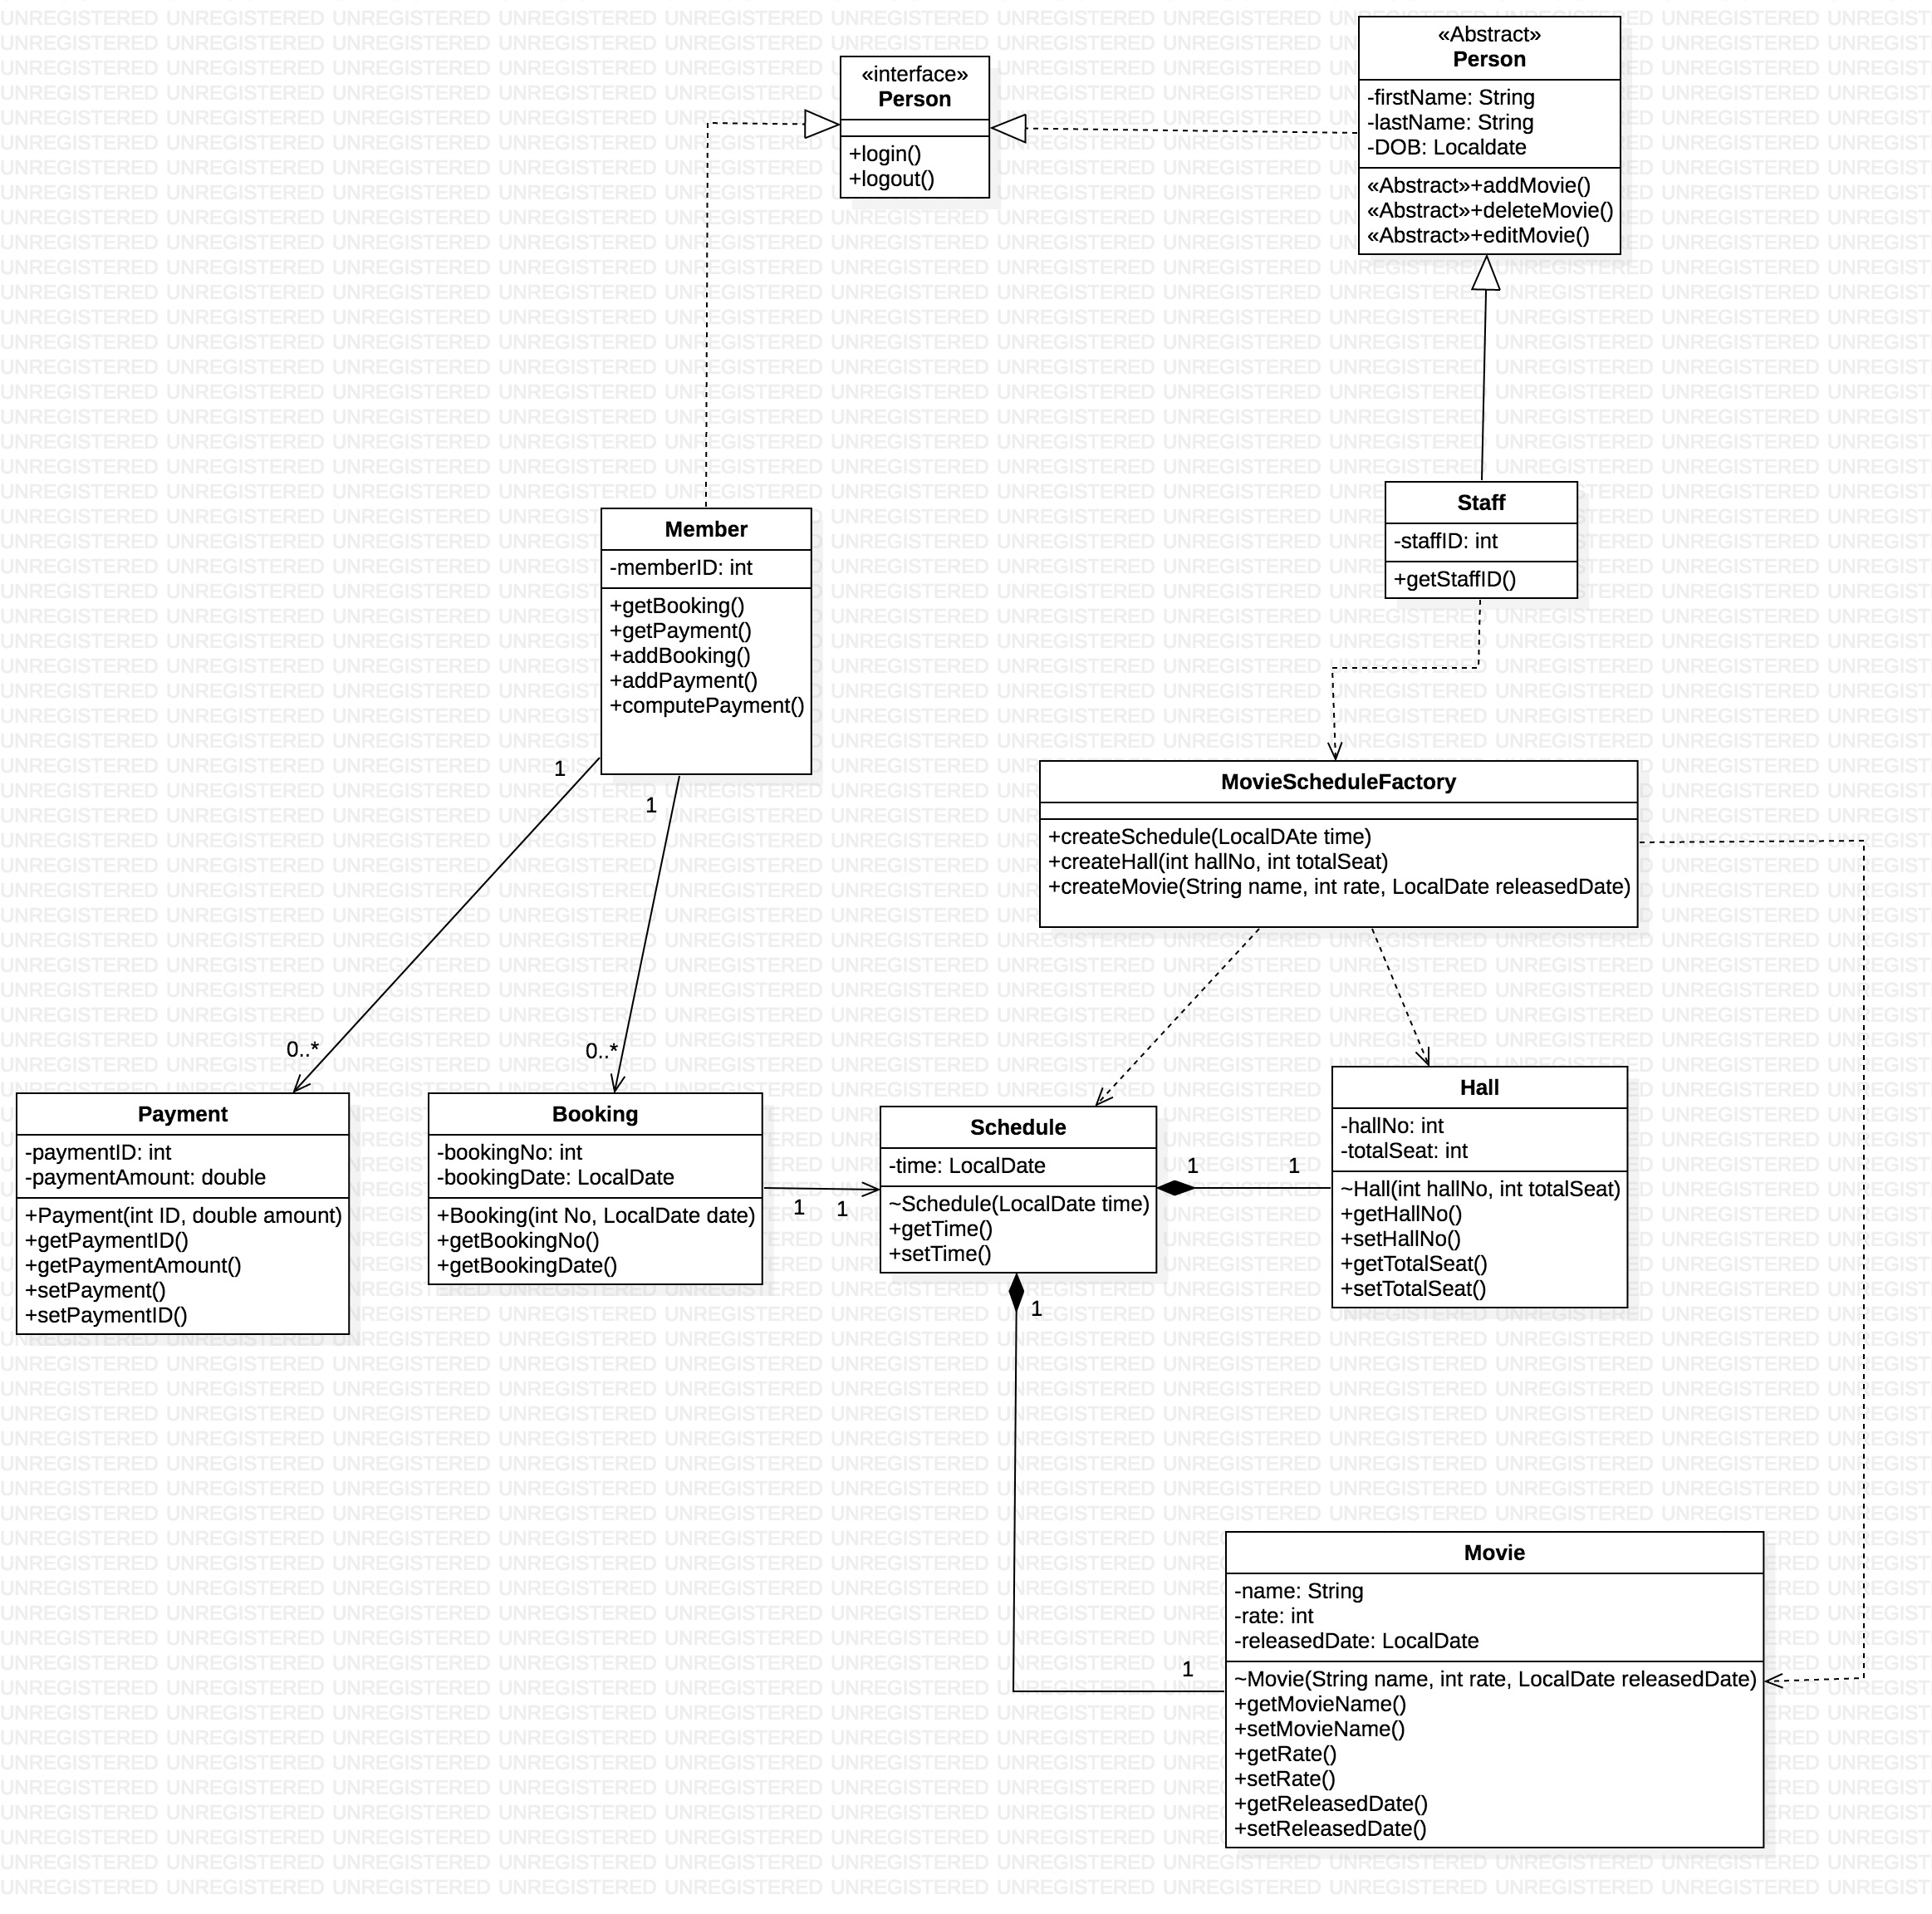 «Abstract»
Person
-firstName: String
-lastName: String
-DOB: Localdate
«Abstract»+addMovie()
«Abstract»+deleteMovie()
«Abstract»+editMovie()
«interface»
Person
+login()
+logout()
Staff
-staffID: int
+getStaffID()
Member
-memberID: int
+getBooking()
+getPayment()
+addBooking()
+addPayment()
+computePayment()
1
1
MovieScheduleFactory
+createSchedule(LocalDAte time)
+createHall(int hallNo, int totalSeat)
+createMovie(String name, int rate, LocalDate releasedDate)
0..*
0..*
Payment
-paymentID: int
-paymentAmount: double
+Payment(int ID, double amount)
+getPaymentID()
+getPaymentAmount()
+setPayment()
+setPaymentID()
Booking
-bookingNo: int
-bookingDate: LocalDate
+Booking(int No, LocalDate date)
+getBookingNo()
+getBookingDate()
1 1
Schedule
-time: LocalDate
~Schedule(LocalDate time)
+getTime()
+setTime()
1 1
Hall
-hallNo: int
-totalSeat: int
~Hall(int hallNo, int totalSeat)
+getHallNo()
+setHallNo()
+getTotalSeat()
+setTotalSeat()
1
1
Movie
-name: String
-rate: int
-releasedDate: LocalDate
~Movie(String name, int rate, LocalDate releasedDate)
+getMovieName()
+setMovieName()
+getRate()
+setRate()
+getReleasedDate()
+setReleasedDate()
UNREGISTERED